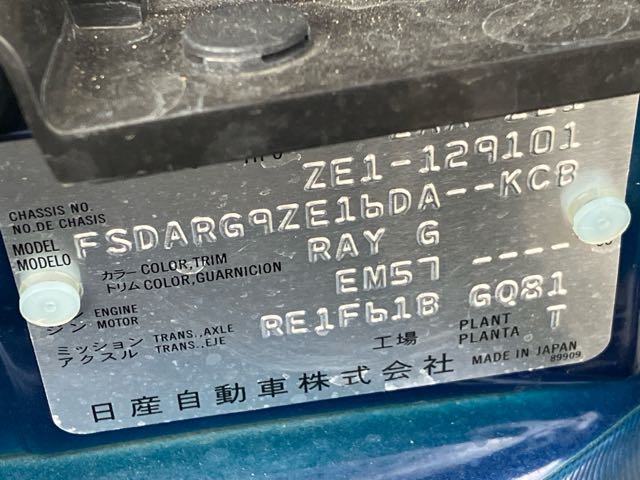 ZE1-129101
CHASSIS NO.
NO.DE CHASIS
MODEL FSDARG9ZE16DA--KCB
MODELO
カラー COLOR,TRIM RAY G
トリム COLOR,GUARNICION
ENGINE EM57 ----
ジン MOTOR
ミッション TRANS.,AXLE RE1F61B GQ81
アクスル TRANS.,EJE
工場 PLANT T
PLANTA
MADE IN JAPAN
89909
日産自動車株式会社